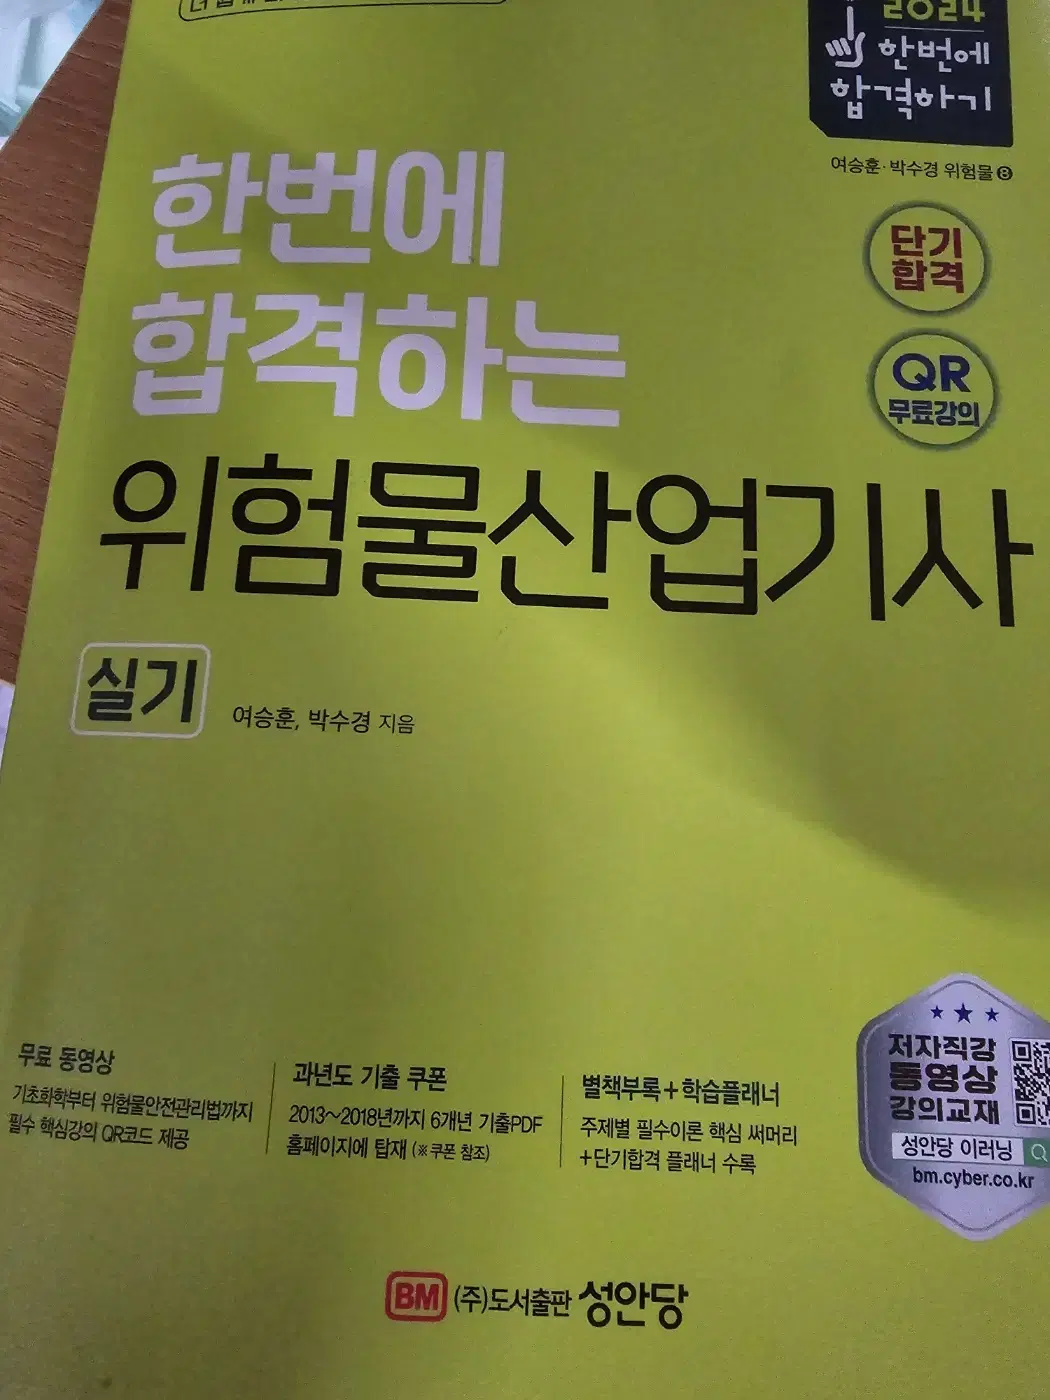 2024
한번에
합격하기
여승훈·박수경 위험물 8
단기
합격
QR
무료강의
한번에
합격하는
위험물산업기사
실기
여승훈, 박수경 지음
무료 동영상
기초화학부터 위험물안전관리법까지
필수 핵심강의 QR코드 제공
과년도 기출 쿠폰
2013~2018년까지 6개년 기출PDF
홈페이지에 탑재 (※ 쿠폰 참조)
별책부록+학습플래너
주제별 필수이론 핵심 써머리
+단기합격 플래너 수록
저자직강
동영상
강의교재
성안당 이러닝
bm.cyber.co.kr
BM (주)도서출판 성안당